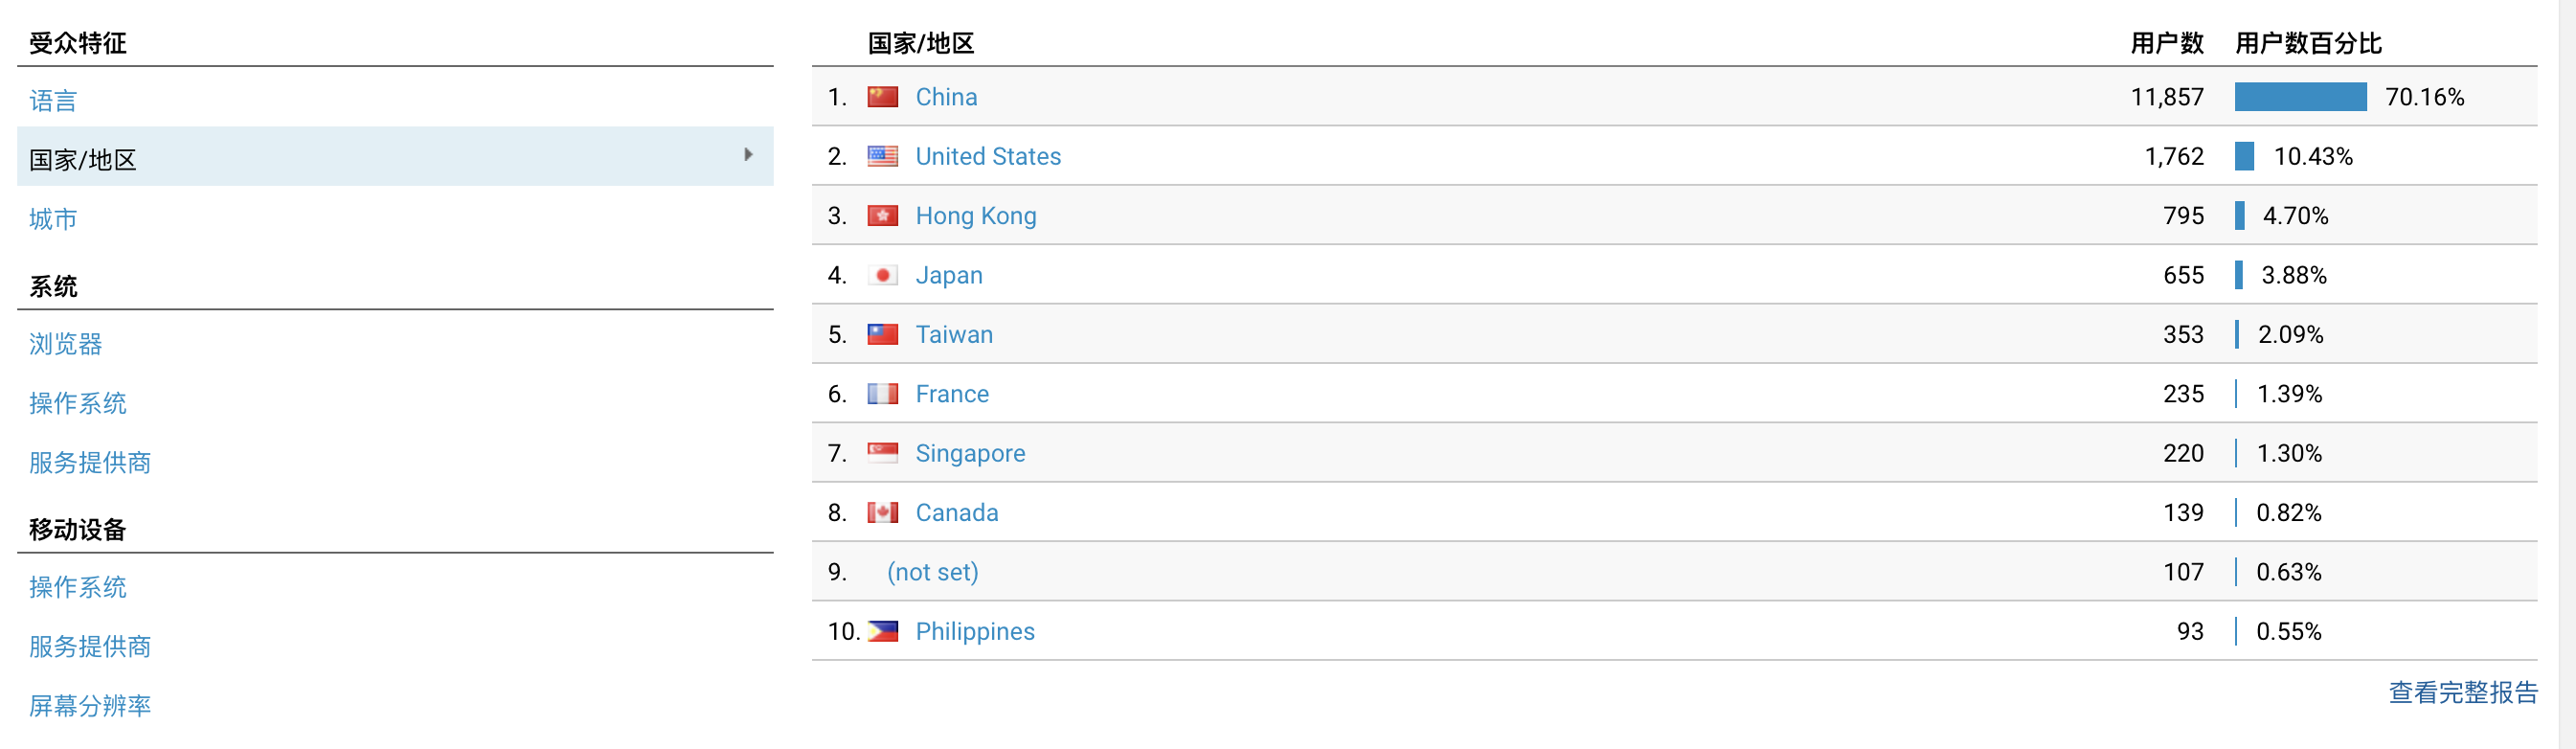 受众特征
语言
国家/地区
城市
系统
浏览器
操作系统
服务提供商
移动设备
操作系统
服务提供商
屏幕分辨率
国家/地区 用户数 用户数百分比
1. China 11,857 70.16%
2. United States 1,762 10.43%
3. Hong Kong 795 4.70%
4. Japan 655 3.88%
5. Taiwan 353 2.09%
6. France 235 1.39%
7. Singapore 220 1.30%
8. Canada 139 0.82%
9. (not set) 107 0.63%
10. Philippines 93 0.55%
查看完整报告